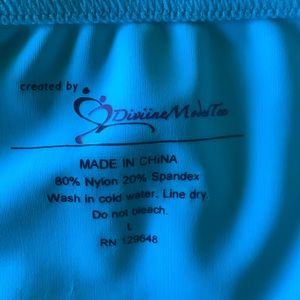 created by
DiviineModesTee
MADE IN CHINA
80% Nylon 20% Spandex
Wash in cold water. Line dry.
Do not bleach.
L
RN 129648